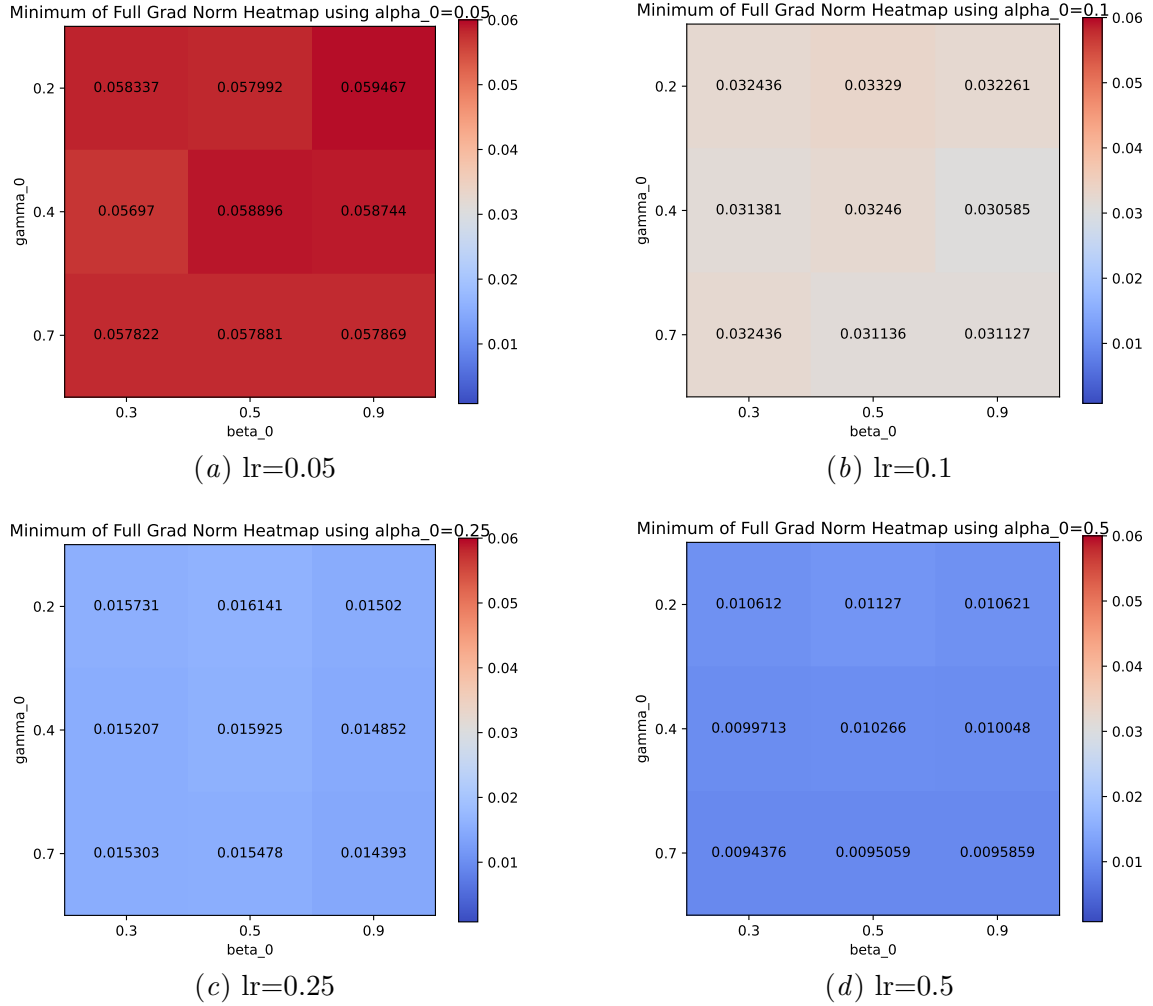 Minimum of Full Grad Norm Heatmap using alpha_0=0.05
0.058337 0.057992 0.059467
0.05697 0.058896 0.058744
0.057822 0.057881 0.057869
0.2
0.4
0.7
gamma_0
0.3 0.5 0.9
beta_0
0.06
0.05
0.04
0.03
0.02
0.01
(a) lr=0.05
Minimum of Full Grad Norm Heatmap using alpha_0=0.1
0.032436 0.03329 0.032261
0.031381 0.03246 0.030585
0.032436 0.031136 0.031127
0.2
0.4
0.7
gamma_0
0.3 0.5 0.9
beta_0
0.06
0.05
0.04
0.03
0.02
0.01
(b) lr=0.1
Minimum of Full Grad Norm Heatmap using alpha_0=0.25
0.015731 0.016141 0.01502
0.015207 0.015925 0.014852
0.015303 0.015478 0.014393
0.2
0.4
0.7
gamma_0
0.3 0.5 0.9
beta_0
0.06
0.05
0.04
0.03
0.02
0.01
(c) lr=0.25
Minimum of Full Grad Norm Heatmap using alpha_0=0.5
0.010612 0.01127 0.010621
0.0099713 0.010266 0.010048
0.0094376 0.0095059 0.0095859
0.2
0.4
0.7
gamma_0
0.3 0.5 0.9
beta_0
0.06
0.05
0.04
0.03
0.02
0.01
(d) lr=0.5